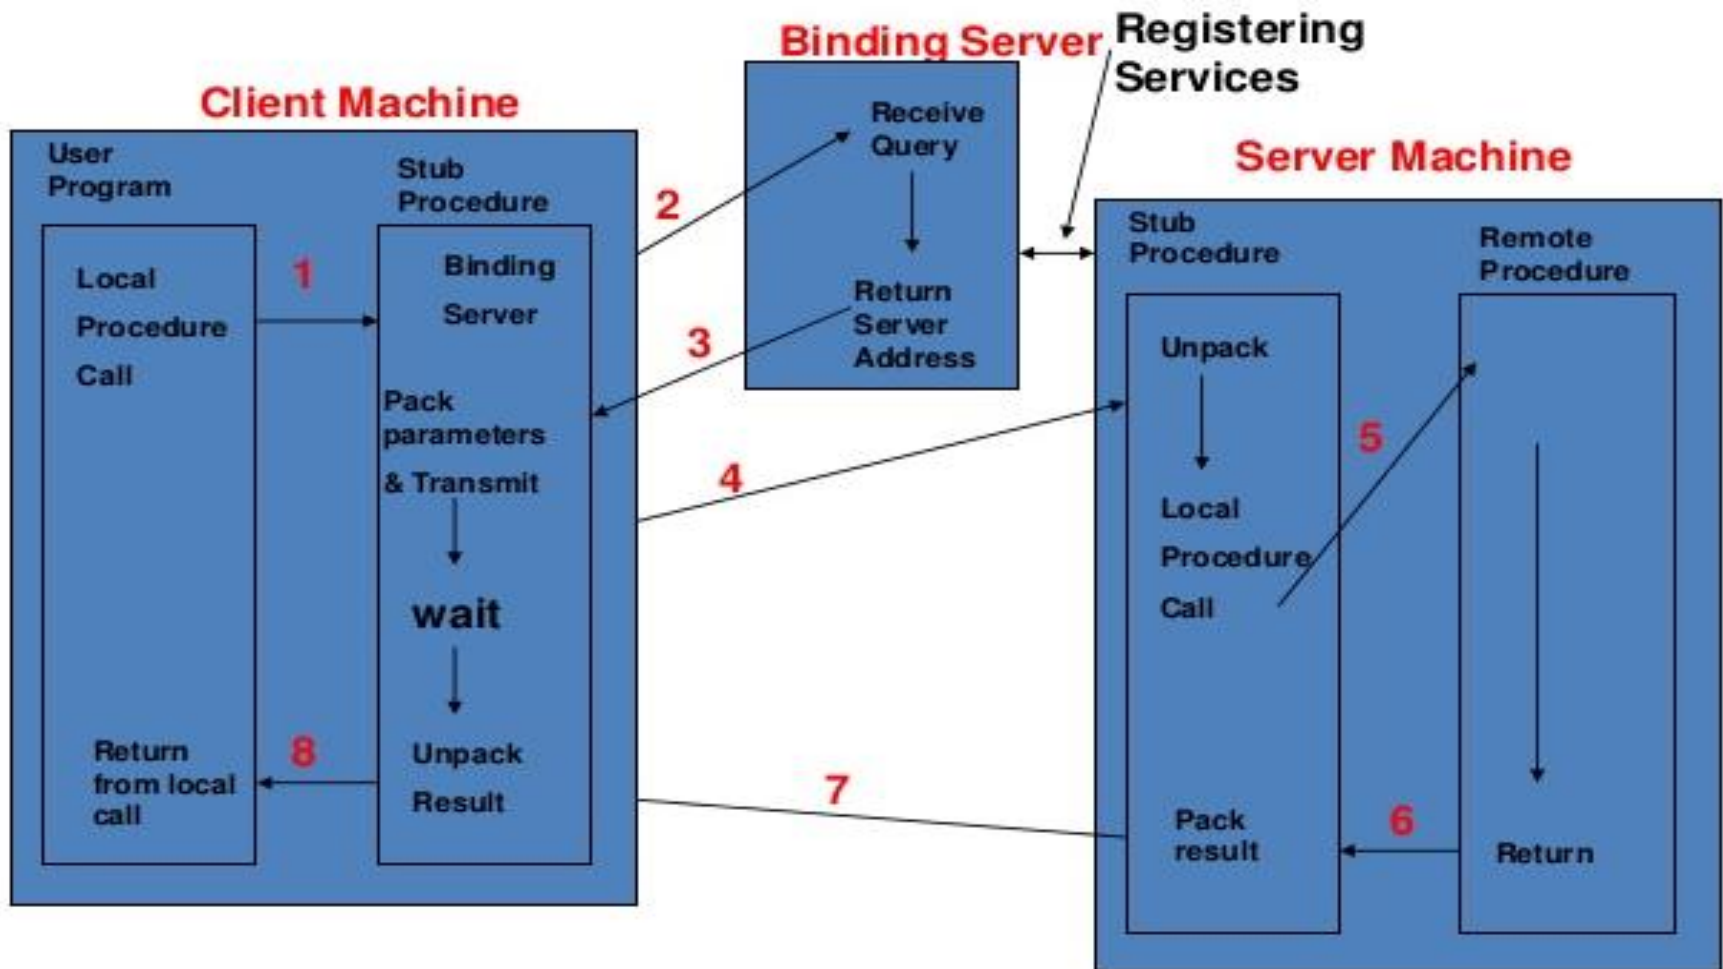 Binding Server
Registering
Services
Client Machine
Server Machine
User
Program
Stub
Procedure
Local
Procedure
Call
1
Binding
Server
Pack
parameters
& Transmit
wait
Unpack
Result
8
Return
from local
call
2
3
4
7
Receive
Query
Return
Server
Address
Stub
Procedure
Remote
Procedure
Unpack
Local
Procedure
Call
5
Pack
result
6
Return